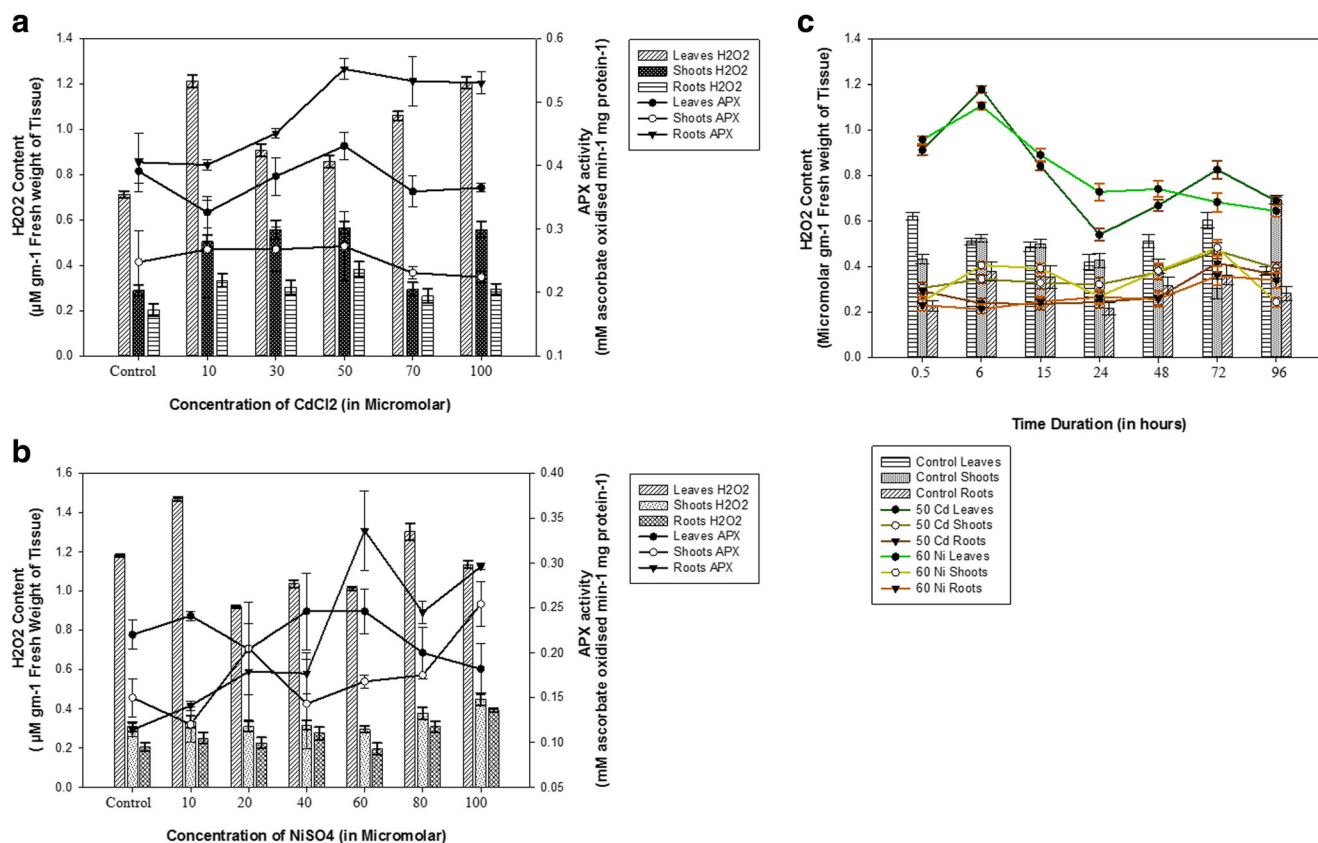 a
1.4
1.2
1.0
0.8
0.6
0.4
0.2
0.0
H2O2 Content
(µM gm-1 Fresh weight of Tissue)
0.6
0.5
0.4
0.3
0.2
0.1
APX activity
(mM ascorbate oxidised min-1 mg protein-1)
Control 10 30 50 70 100
Concentration of CdCl2 (in Micromolar)
Leaves H2O2
Shoots H2O2
Roots H2O2
Leaves APX
Shoots APX
Roots APX
b
1.6
1.4
1.2
1.0
0.8
0.6
0.4
0.2
0.0
H2O2 Content
( µM gm-1 Fresh Weight of Tissue)
0.40
0.35
0.30
0.25
0.20
0.15
0.10
0.05
APX activity
(mM ascorbate oxidised min-1 mg protein-1)
Control 10 20 40 60 80 100
Concentration of NiSO4 (in Micromolar)
Leaves H2O2
Shoots H2O2
Roots H2O2
Leaves APX
Shoots APX
Roots APX
c
1.4
1.2
1.0
0.8
0.6
0.4
0.2
0.0
H2O2 Content
(Micromolar gm-1 Fresh weight of Tissue)
0.5 6 15 24 48 72 96
Time Duration (in hours)
Control Leaves
Control Shoots
Control Roots
50 Cd Leaves
50 Cd Shoots
50 Cd Roots
60 Ni Leaves
60 Ni Shoots
60 Ni Roots